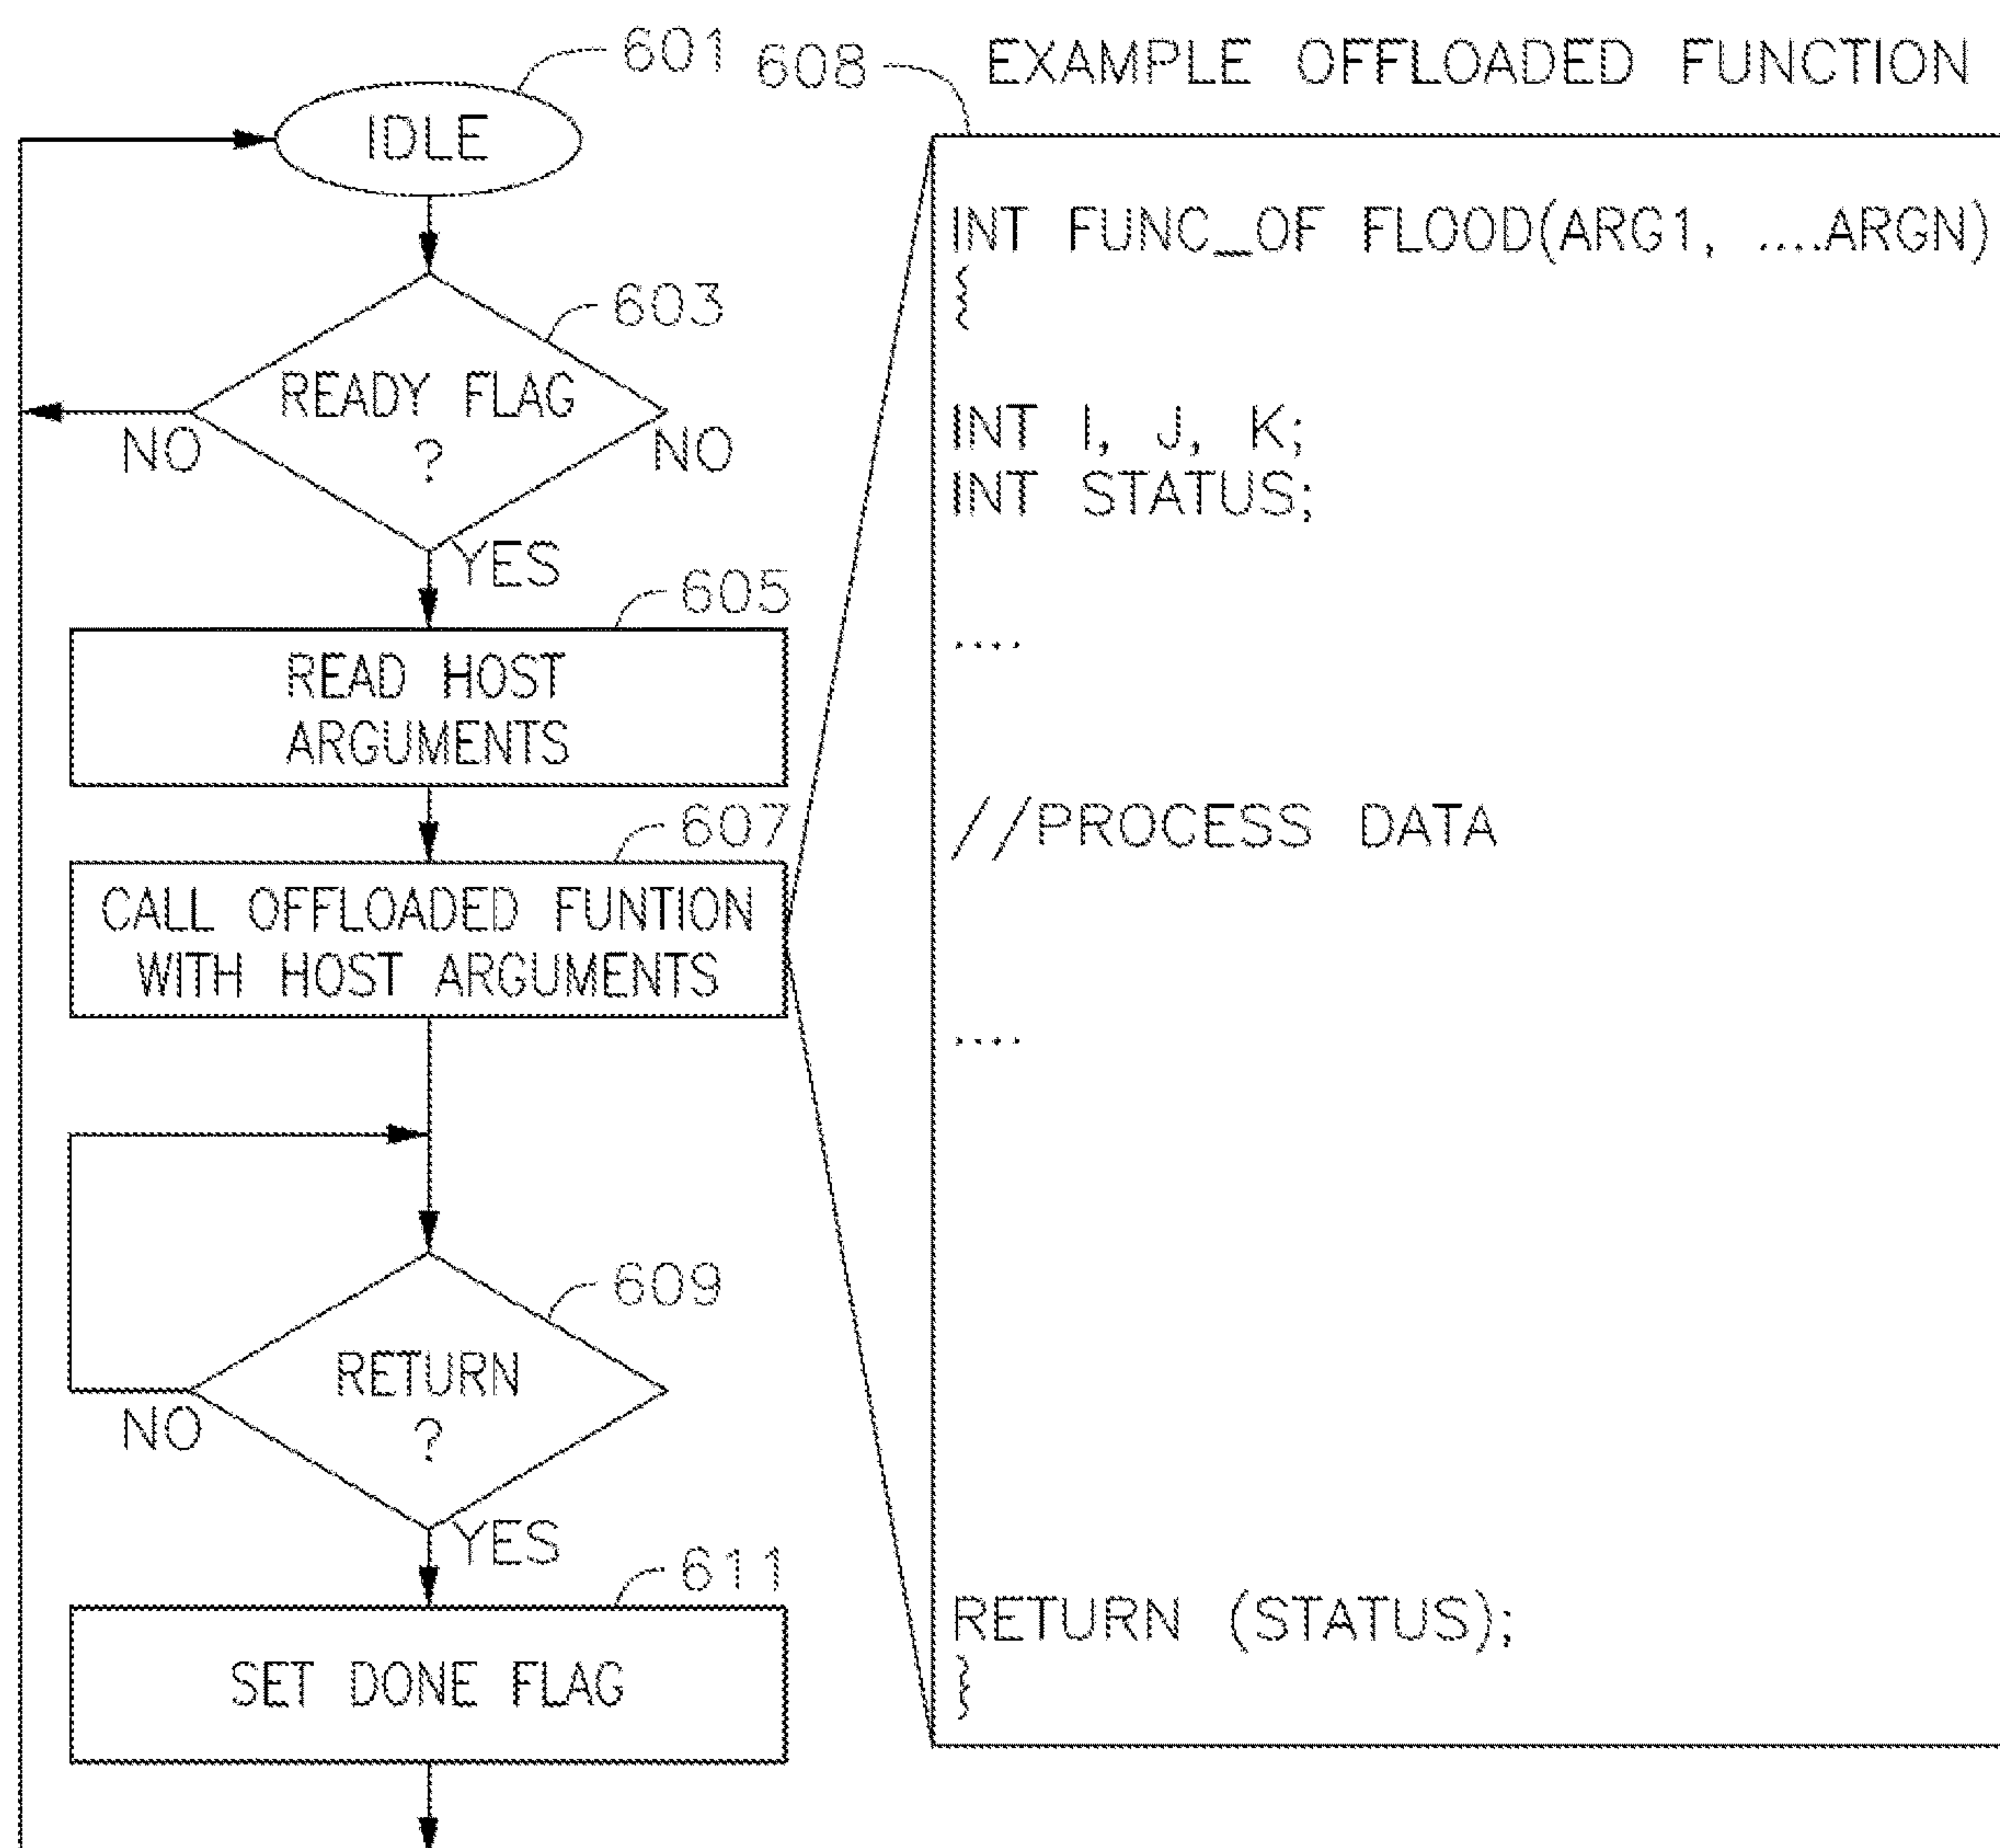 601
608
EXAMPLE OFFLOADED FUNCTION
IDLE
603
READY FLAG
?
NO
NO
YES
605
READ HOST
ARGUMENTS
607
CALL OFFLOADED FUNTION
WITH HOST ARGUMENTS
609
RETURN
?
NO
YES
611
SET DONE FLAG
INT FUNC_OF FLOOD(ARG1, ....ARGN)
{
INT I, J, K;
INT STATUS;
....
//PROCESS DATA
....
RETURN (STATUS);
}